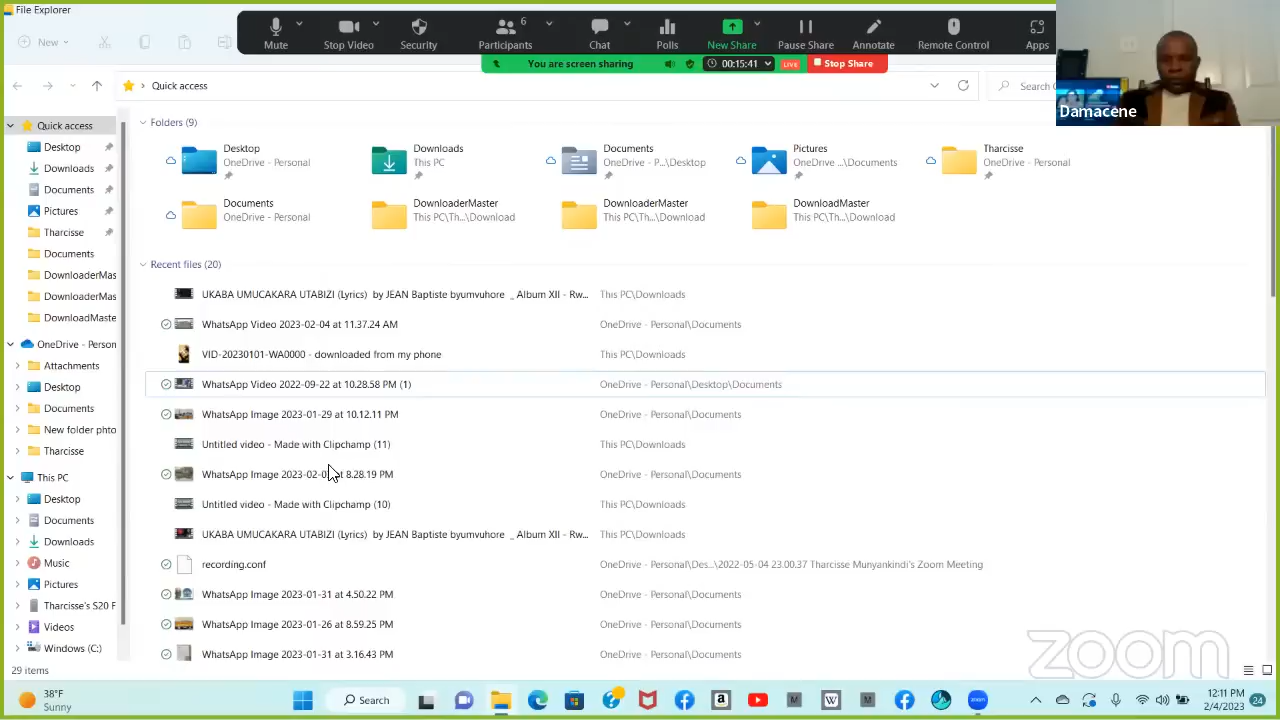 File Explorer
New
Mute
Stop Video
Security
Participants
6
Chat
Polls
New Share
Pause Share
Annotate
Remote Control
Apps
You are screen sharing
00:15:41
LIVE
Stop Share
Damacene
Quick access
Search
Quick access
Desktop
Downloads
Documents
Pictures
Tharcisse
Documents
DownloaderMas
DownloaderMas
DownloadMaste
OneDrive - Person
Attachments
Desktop
Documents
New folder phto
Tharcisse
This PC
Desktop
Documents
Downloads
Music
Pictures
Tharcisse's S20 F
Videos
Windows (C:)
Folders (9)
Desktop
OneDrive - Personal
Downloads
This PC
Documents
OneDrive - P...\Desktop
Pictures
OneDrive ...\Documents
Tharcisse
OneDrive - Personal
Documents
OneDrive - Personal
DownloaderMaster
This PC\Th...\Download
DownloaderMaster
This PC\Th...\Download
DownloadMaster
This PC\Th...\Download
Recent files (20)
UKABA UMUCAKARA UTABIZI (Lyrics) by JEAN Baptiste byumvuhore _ Album XII - Rw... This PC\Downloads
WhatsApp Video 2023-02-04 at 11.37.24 AM OneDrive - Personal\Documents
VID-20230101-WA0000 - downloaded from my phone This PC\Downloads
WhatsApp Video 2022-09-22 at 10.28.58 PM (1) OneDrive - Personal\Desktop\Documents
WhatsApp Image 2023-01-29 at 10.12.11 PM OneDrive - Personal\Documents
Untitled video - Made with Clipchamp (11) This PC\Downloads
WhatsApp Image 2023-02-0 at 8.28.19 PM OneDrive - Personal\Documents
Untitled video - Made with Clipchamp (10) This PC\Downloads
UKABA UMUCAKARA UTABIZI (Lyrics) by JEAN Baptiste byumvuhore _ Album XII - Rw... This PC\Downloads
recording.conf OneDrive - Personal\Des...\2022-05-04 23.00.37 Tharcisse Munyankindi's Zoom Meeting
WhatsApp Image 2023-01-31 at 4.50.22 PM OneDrive - Personal\Documents
WhatsApp Image 2023-01-26 at 8.59.25 PM OneDrive - Personal\Documents
WhatsApp Image 2023-01-31 at 3.16.43 PM OneDrive - Personal\Documents
zoom
29 items
38°F
Sunny
Search
12:11 PM
2/4/2023
24